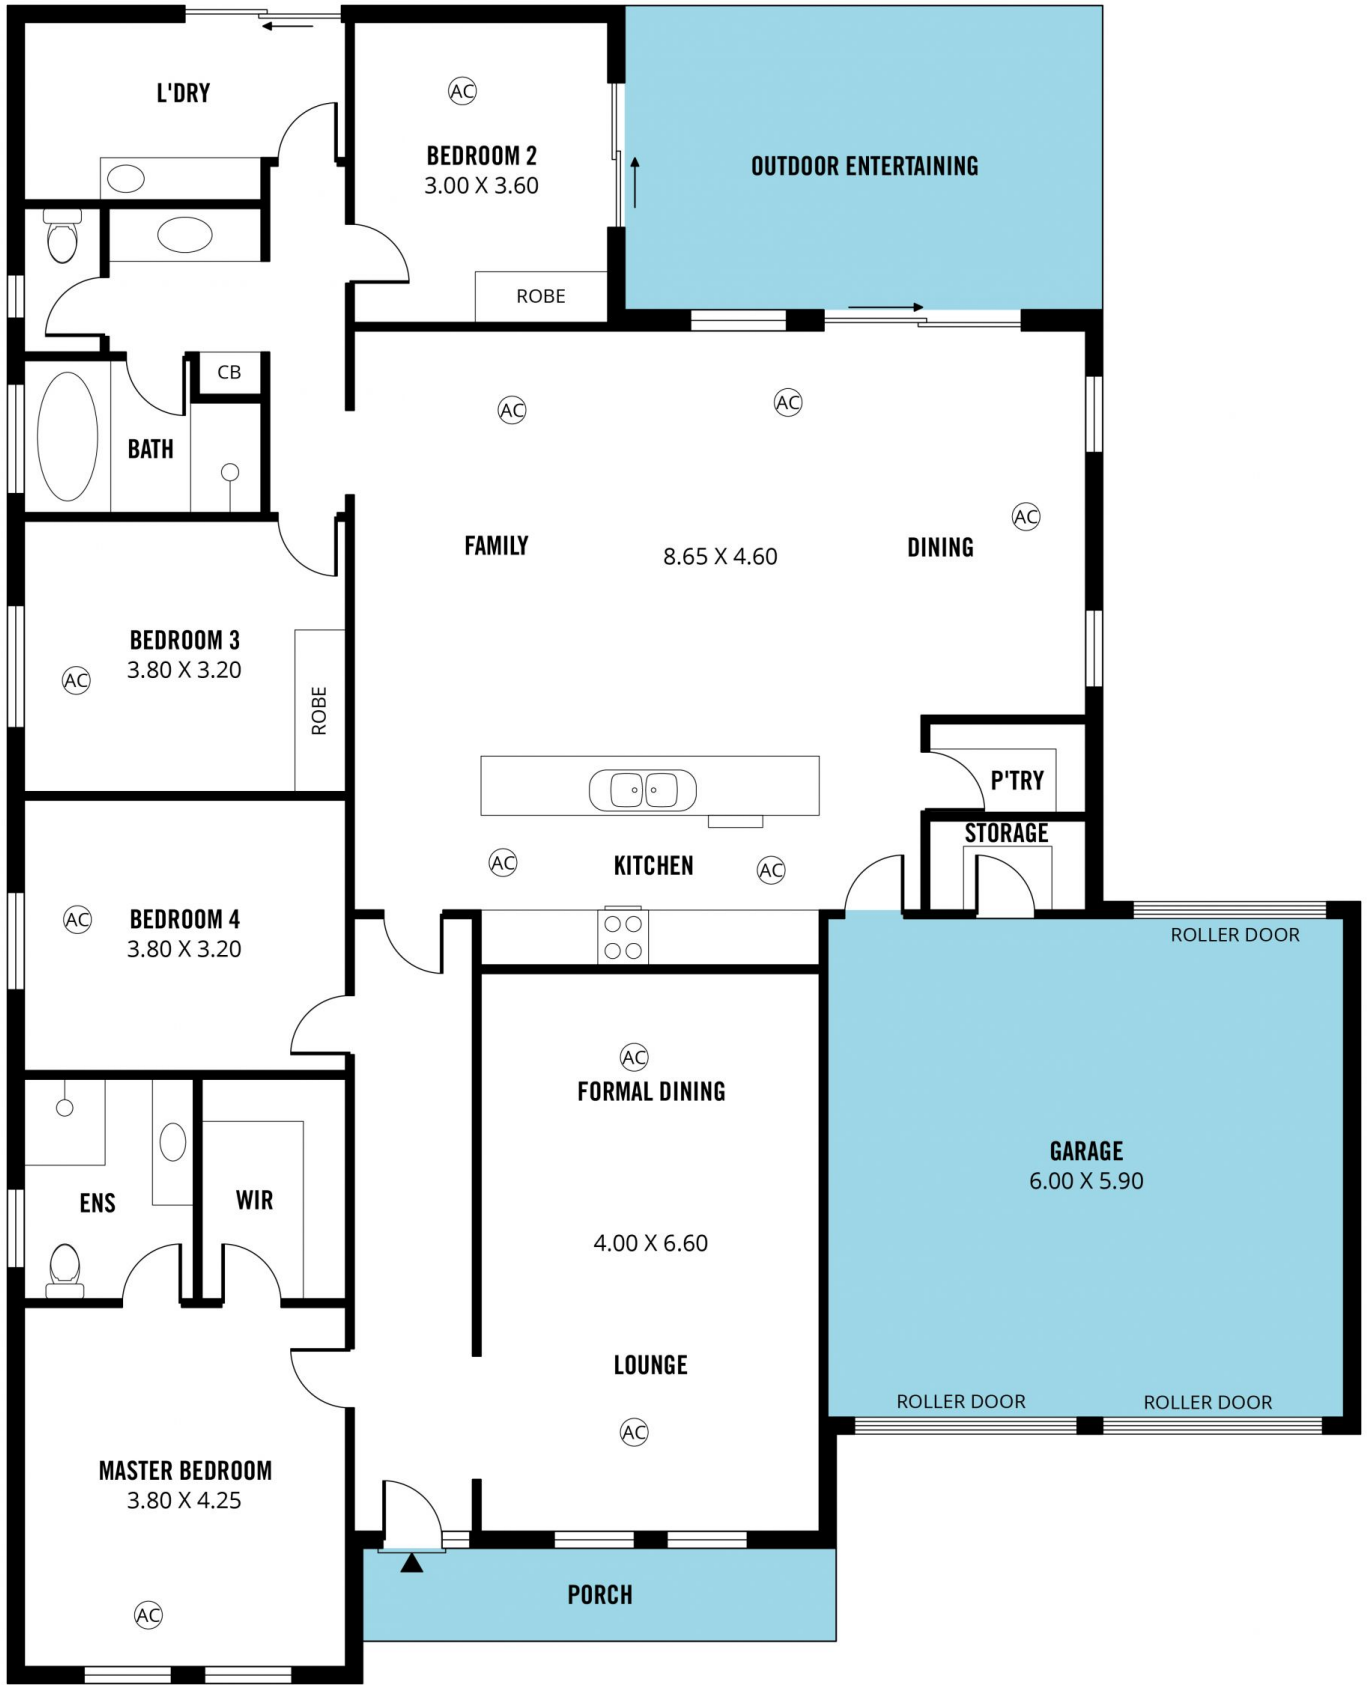 L'DRY
AC
BEDROOM 2
3.00 X 3.60
ROBE
OUTDOOR ENTERTAINING
CB
BATH
AC
AC
AC
FAMILY
8.65 X 4.60
DINING
BEDROOM 3
3.80 X 3.20
AC
ROBE
P'TRY
STORAGE
AC
KITCHEN
AC
BEDROOM 4
3.80 X 3.20
AC
ROLLER DOOR
AC
FORMAL DINING
4.00 X 6.60
LOUNGE
AC
GARAGE
6.00 X 5.90
ROLLER DOOR
ROLLER DOOR
ENS
WIR
MASTER BEDROOM
3.80 X 4.25
AC
PORCH